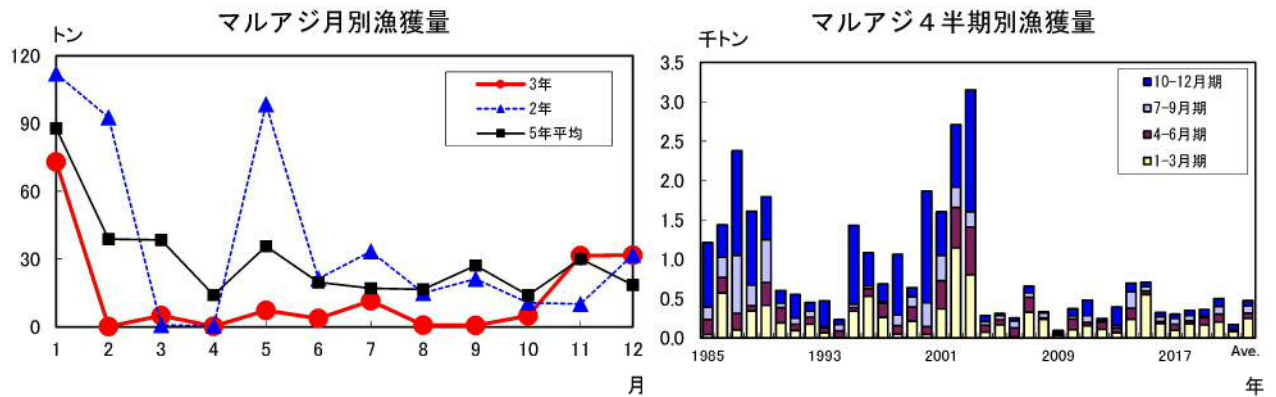 マルアジ月別漁獲量
トン
120
90
60
30
0
3年
2年
5年平均
1 2 3 4 5 6 7 8 9 10 11 12
月
マルアジ４半期別漁獲量
千トン
3.5
3.0
2.5
2.0
1.5
1.0
0.5
0.0
10-12月期
7-9月期
4-6月期
1-3月期
1985 1993 2001 2009 2017 Ave.
年